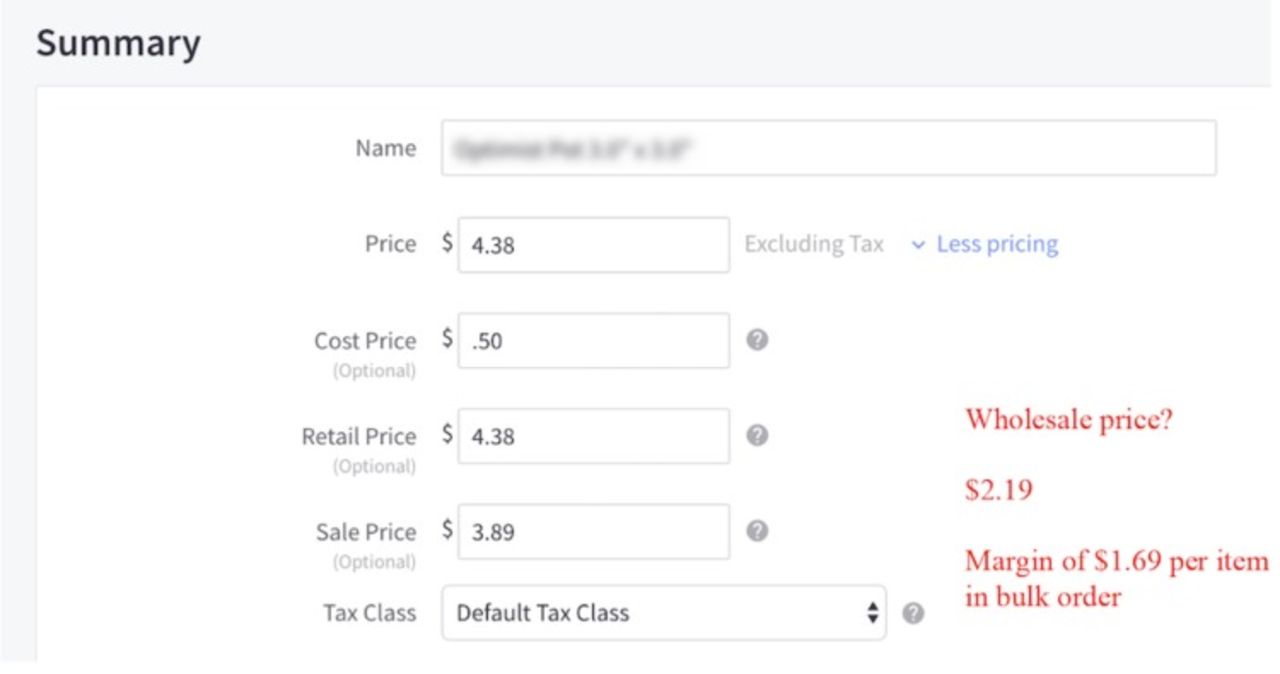 Summary
Name
Price $ 4.38 Excluding Tax Less pricing
Cost Price $ .50 ?
(Optional)
Retail Price $ 4.38 ?
(Optional)
Sale Price $ 3.89 ?
(Optional)
Tax Class Default Tax Class ?
Wholesale price?
$2.19
Margin of $1.69 per item
in bulk order